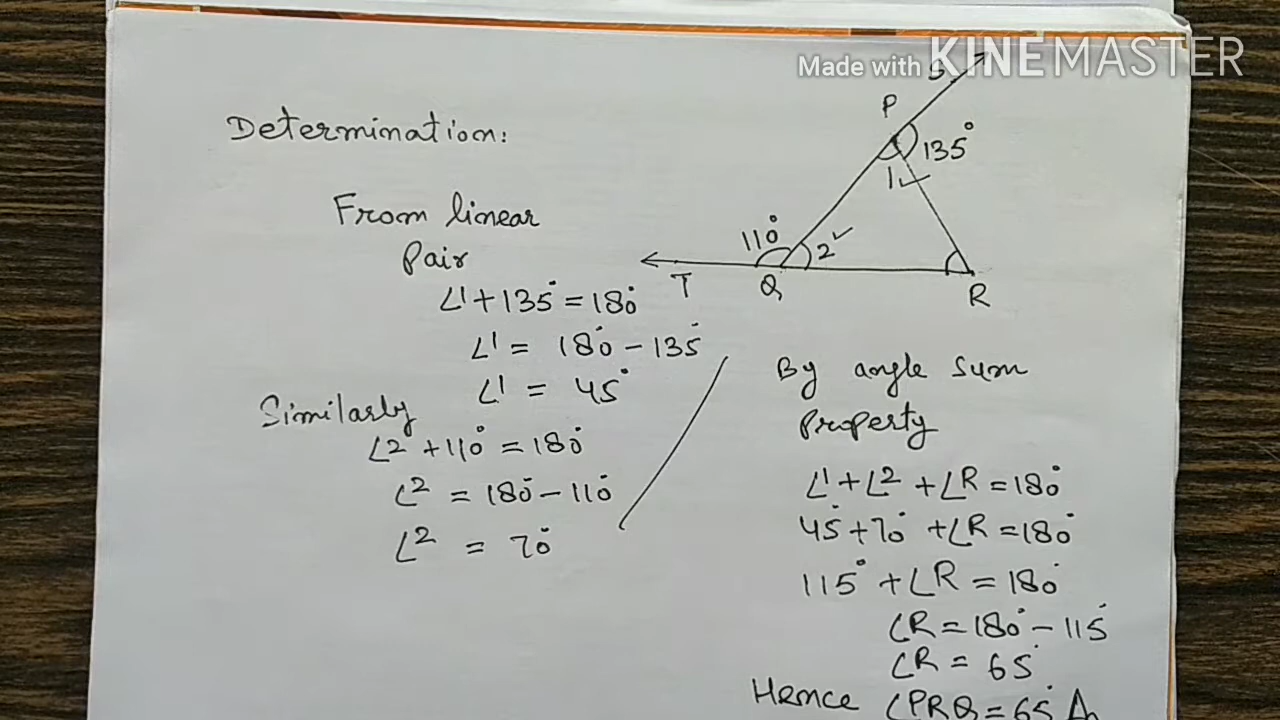 Made with KINEMASTER
Determination:
From linear
Pair
∠1 + 135° = 180°
∠1 = 180° - 135°
∠1 = 45°
Similarly
∠2 + 110° = 180°
∠2 = 180° - 110°
∠2 = 70°
S
P
135°
1
110°
2
T
Q
R
By angle sum
Property
∠1 + ∠2 + ∠R = 180°
45° + 70° + ∠R = 180°
115° + ∠R = 180°
∠R = 180° - 115°
∠R = 65°
Hence ∠PRQ = 65°